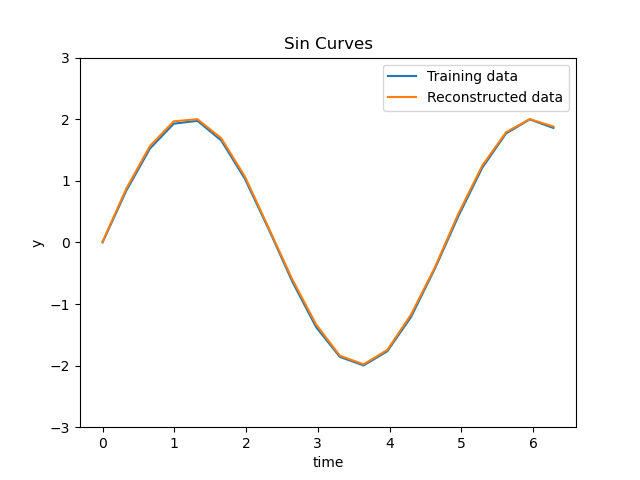 Sin Curves
Training data
Reconstructed data
3
2
1
0
−1
−2
−3
y
0 1 2 3 4 5 6
time